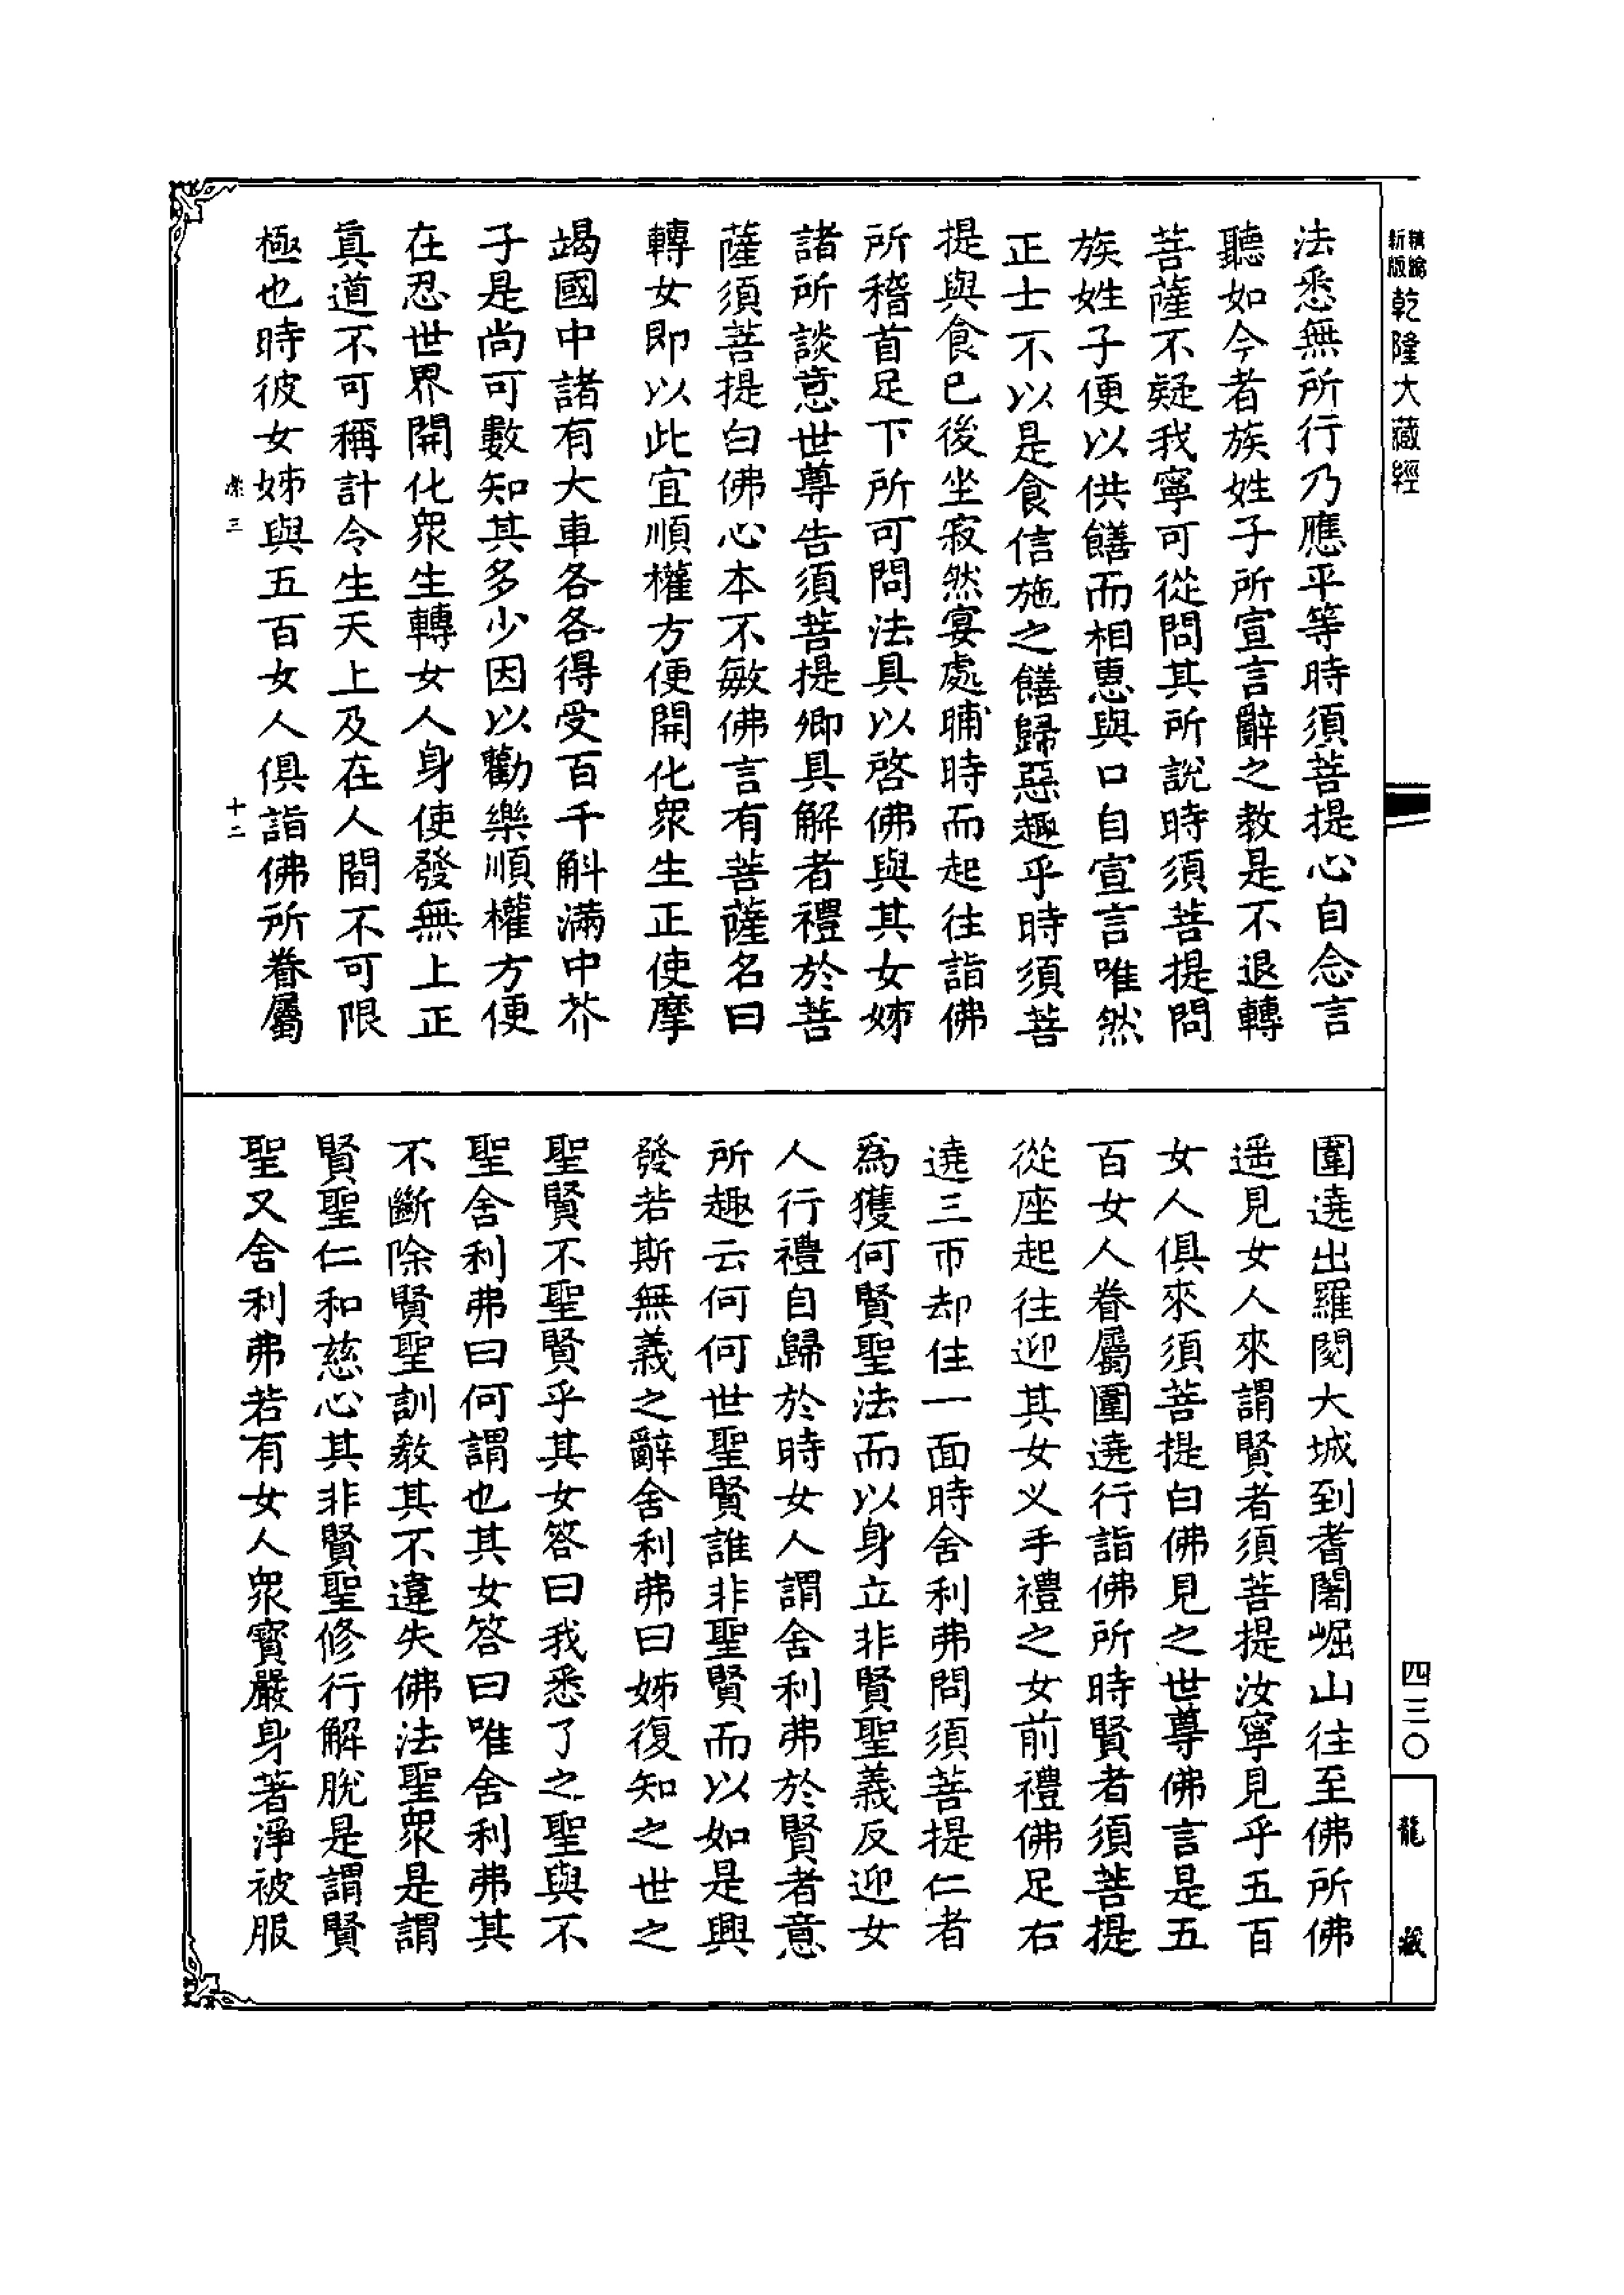 精編
新版
乾隆大藏經
法悉無所行乃應平等時須菩提心自念言
聽如今者族姓子所宣言辭之教是不退轉
菩薩不疑我寧可從問其所說時須菩提問
族姓子便以供饍而相惠與口自宣言唯然
正士不以是食信施之饍歸惡趣乎時須菩
提與食已後坐寂然宴處晡時而起往詣佛
所稽首足下所可問法具以啓佛與其女姊
諸所談意世尊告須菩提卿具解者禮於菩
薩須菩提白佛心本不敏佛言有菩薩名曰
轉女即以此宜順權方便開化衆生正使摩
竭國中諸有大車各各得受百千斛滿中芥
子是尚可數知其多少因以勸樂順權方便
在忍世界開化衆生轉女人身使發無上正
真道不可稱計令生天上及在人間不可限
極也時彼女姊與五百女人俱詣佛所眷屬
三
十二
圍遶出羅閱大城到耆闍崛山往至佛所佛
遥見女人來謂賢者須菩提汝寧見乎五百
女人俱來須菩提白佛見之世尊佛言是五
百女人眷屬圍遶行詣佛所時賢者須菩提
從座起往迎其女义手禮之女前禮佛足右
遶三帀却住一面時舍利弗問須菩提仁者
爲獲何賢聖法而以身立非賢聖義反迎女
人行禮自歸於時女人謂舍利弗於賢者意
所趣云何何世聖賢誰非聖賢而以如是興
發若斯無義之辭舍利弗曰姊復知之世之
聖賢不聖賢乎其女答曰我悉了之聖與不
聖舍利弗曰何謂也其女答曰唯舍利弗其
不斷除賢聖訓教其不違失佛法聖衆是謂
賢聖仁和慈心其非賢聖修行解脫是謂賢
聖又舍利弗若有女人衆寳嚴身著淨被服
四三〇
龍藏